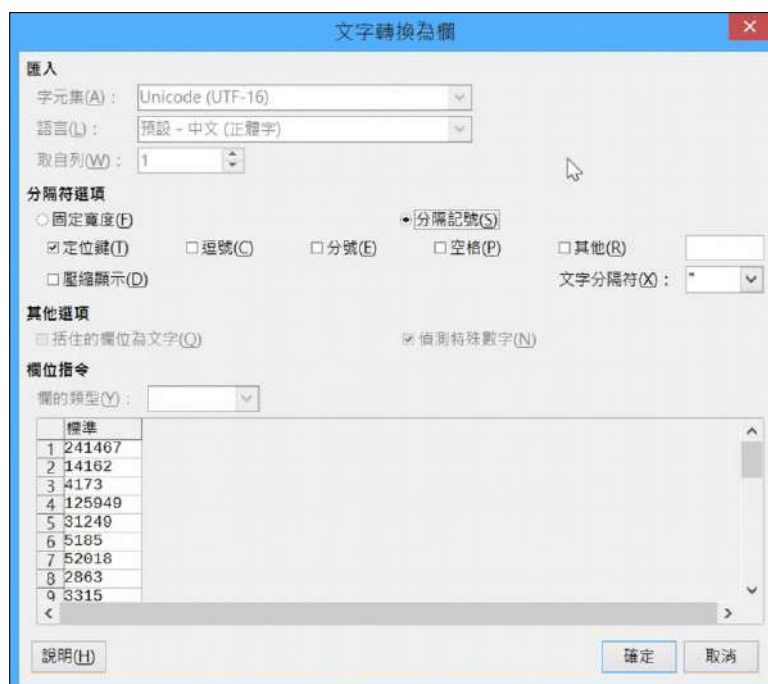 文字轉換為欄
匯入
字元集(A)： Unicode (UTF-16)
語言(L)： 預設 - 中文 (正體字)
取自列(W)： 1
分隔符選項
固定寬度(F) 分隔記號(S)
定位鍵(T) 逗號(C) 分號(E) 空格(P) 其他(R)
壓縮顯示(D) 文字分隔符(X)： "
其他選項
括住的欄位為文字(Q) 偵測特殊數字(N)
欄位指令
欄的類型(Y)：
標準
1 241467
2 14162
3 4173
4 125949
5 31249
6 5185
7 52018
8 2863
9 3315
說明(H) 確定 取消